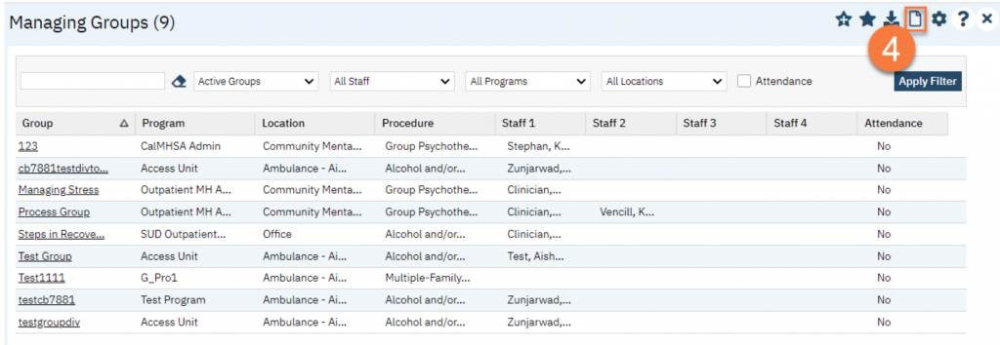 Managing Groups (9)
4
Active Groups All Staff All Programs All Locations Attendance Apply Filter
Group Program Location Procedure Staff 1 Staff 2 Staff 3 Staff 4 Attendance
123 CalMHSA Admin Community Menta... Group Psychothe... Stephan, K... No
cb7881testdivto... Access Unit Ambulance - Ai... Alcohol and/or... Zunjarwad,... No
Managing Stress Outpatient MH A... Community Menta... Group Psychothe... Clinician,... No
Process Group Outpatient MH A... Community Menta... Group Psychothe... Clinician,... Vencill, K... No
Steps in Recove... SUD Outpatient... Office Alcohol and/or... Clinician,... No
Test Group Access Unit Ambulance - Ai... Alcohol and/or... Test, Aish... No
Test1111 G_Pro1 Ambulance - Ai... Multiple-Family... No
testcb7881 Test Program Ambulance - Ai... Alcohol and/or... Zunjarwad,... No
testgroupdiv Access Unit Ambulance - Ai... Alcohol and/or... Zunjarwad,... No